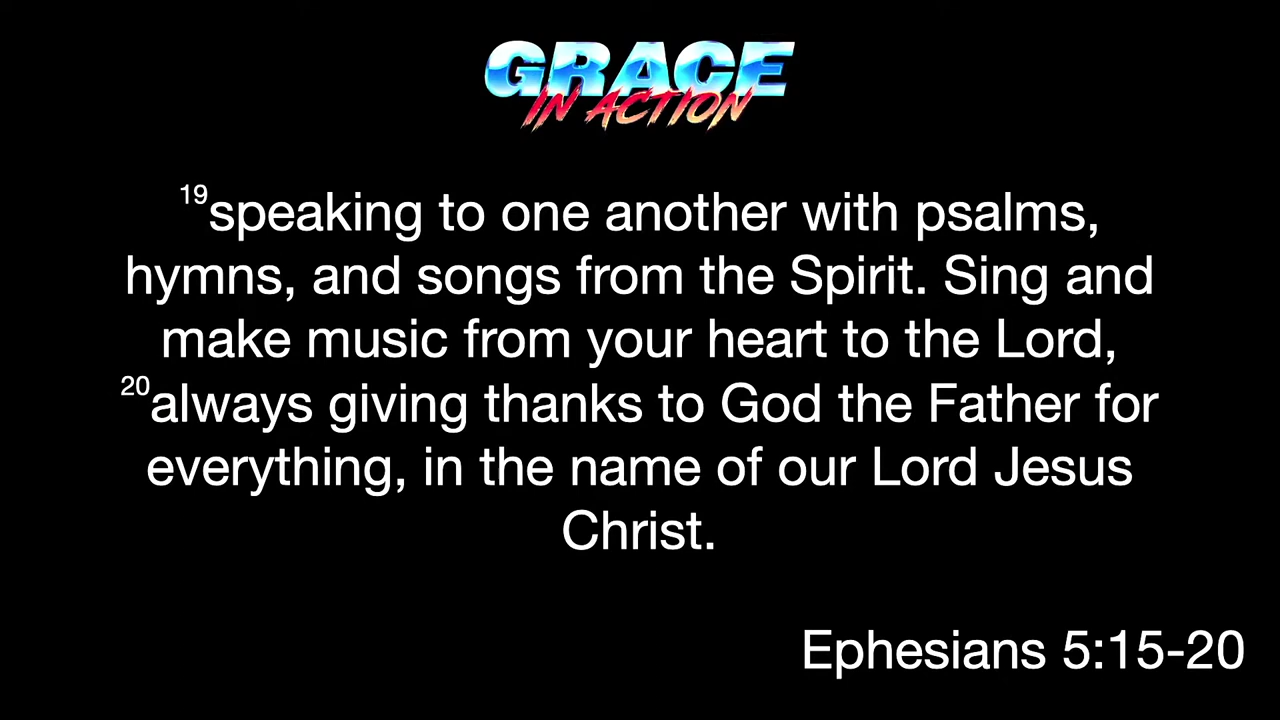 GRACE
IN ACTION
19speaking to one another with psalms,
hymns, and songs from the Spirit. Sing and
make music from your heart to the Lord,
20always giving thanks to God the Father for
everything, in the name of our Lord Jesus
Christ.
Ephesians 5:15-20